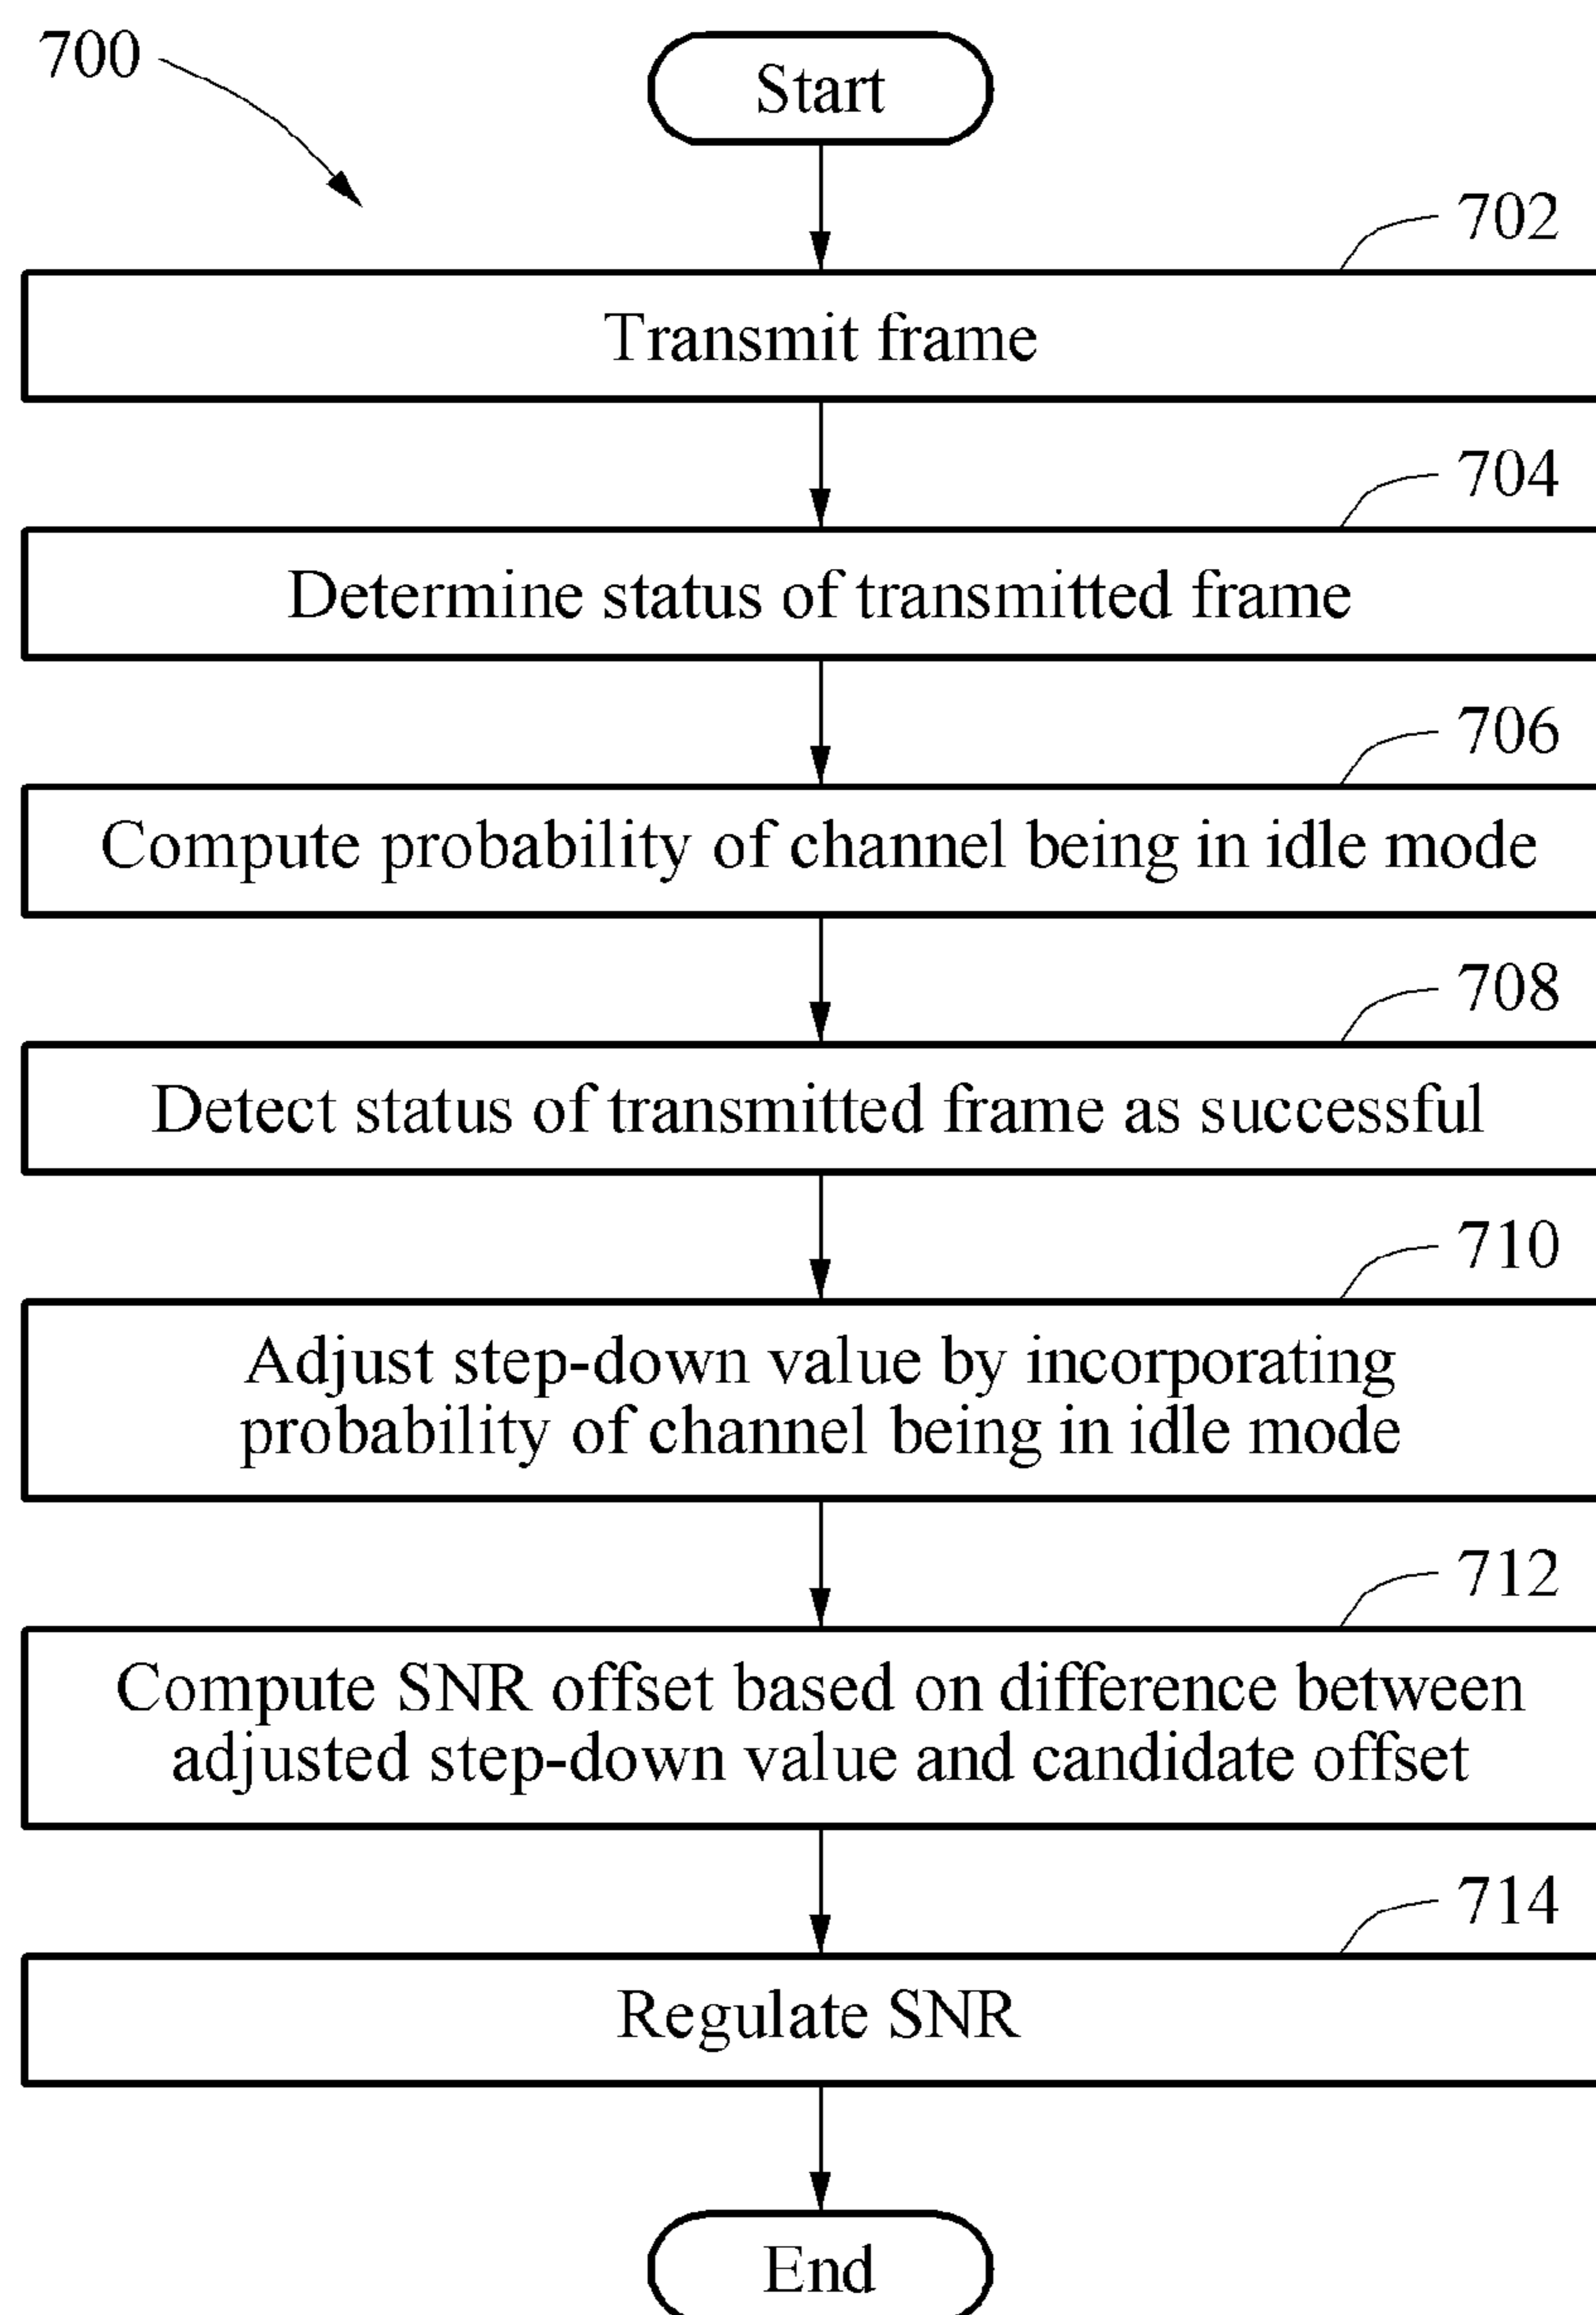 700
Start
702
Transmit frame
704
Determine status of transmitted frame
706
Compute probability of channel being in idle mode
708
Detect status of transmitted frame as successful
710
Adjust step-down value by incorporating
probability of channel being in idle mode
712
Compute SNR offset based on difference between
adjusted step-down value and candidate offset
714
Regulate SNR
End